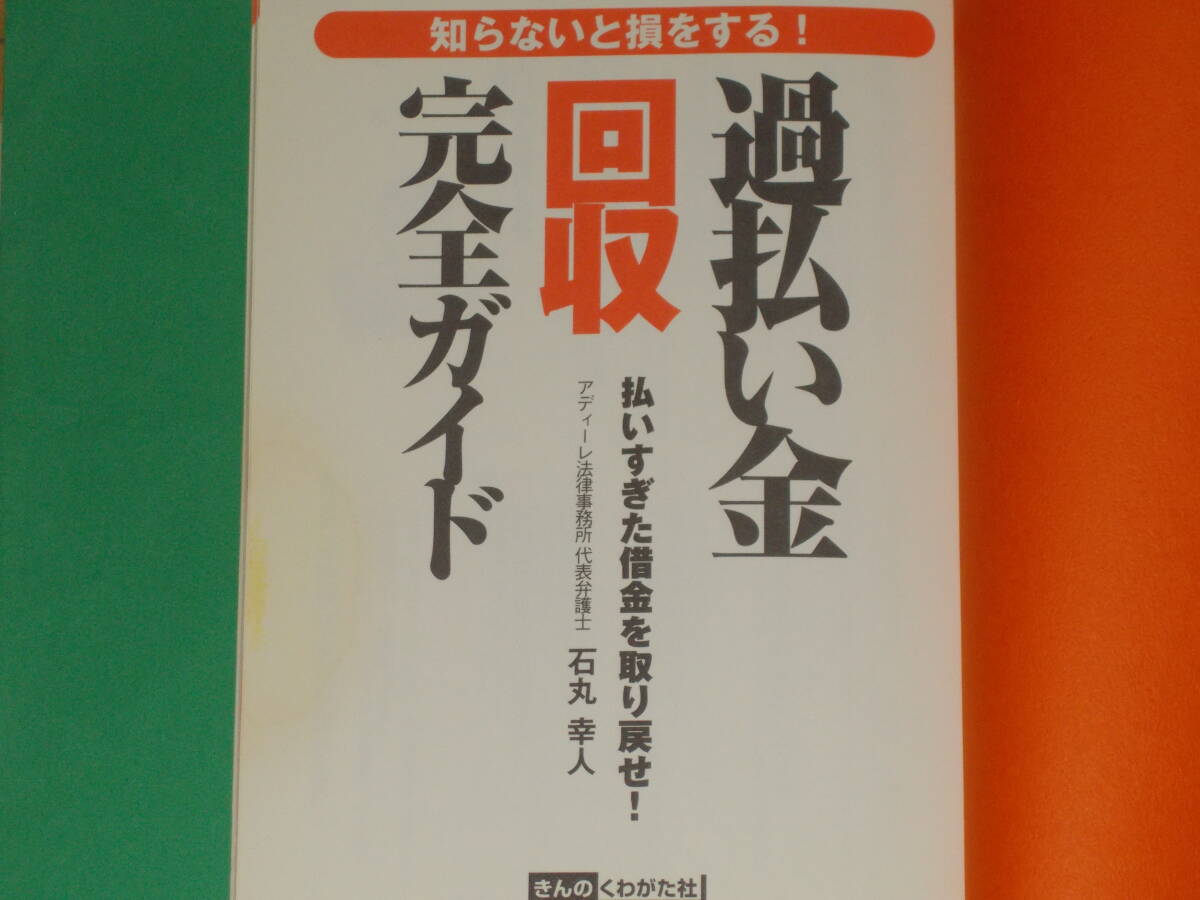 知らないと損をする！
過払い金
回収
完全ガイド
払いすぎた借金を取り戻せ！
アディーレ法律事務所 代表弁護士 石丸 幸人
きんのくわがた社